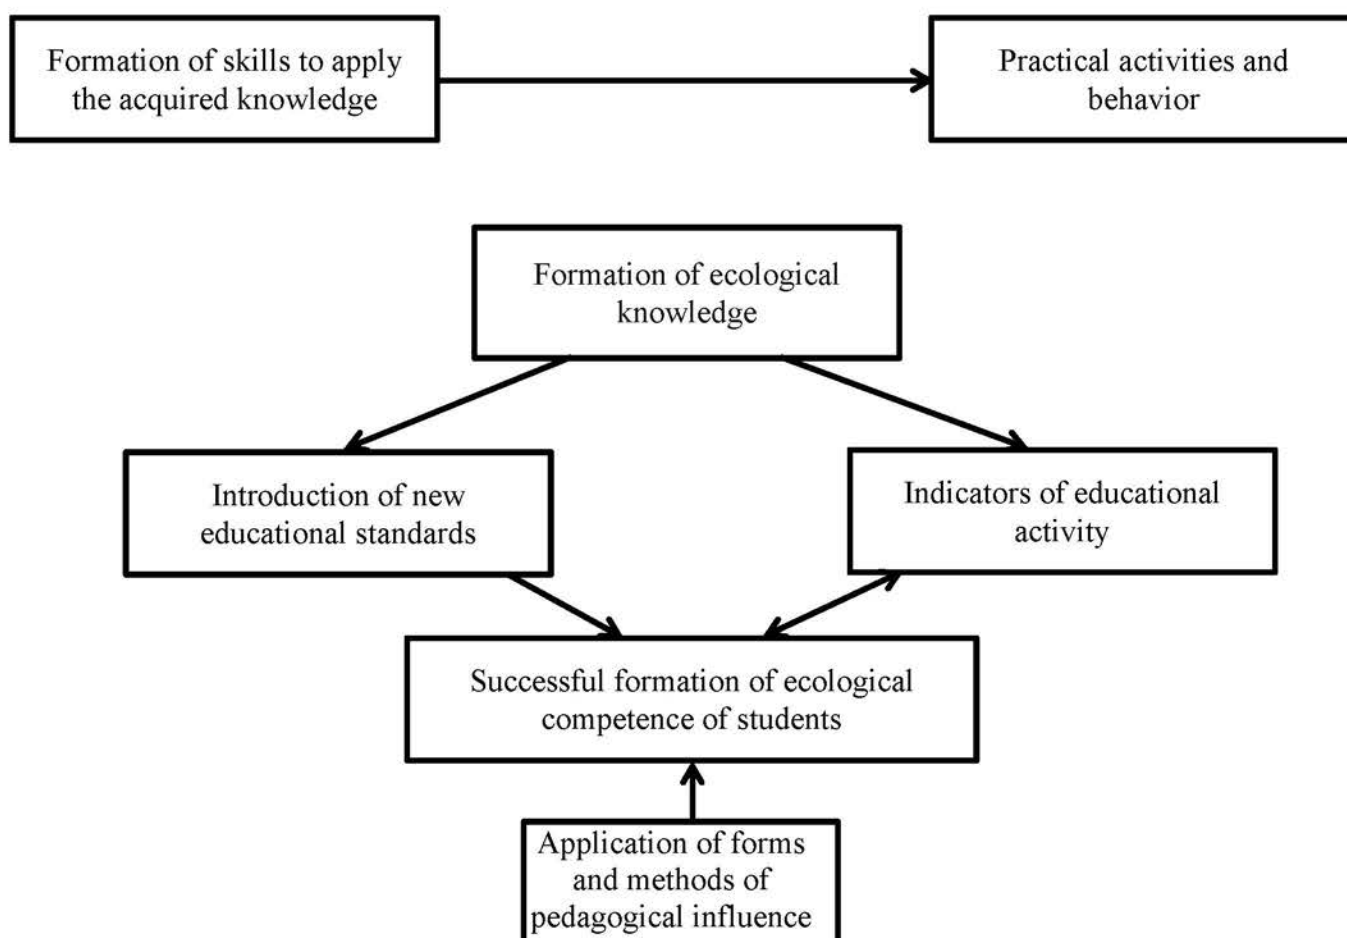 Formation of skills to apply
the acquired knowledge
Practical activities and
behavior
Formation of ecological
knowledge
Introduction of new
educational standards
Indicators of educational
activity
Successful formation of ecological
competence of students
Application of forms
and methods of
pedagogical influence